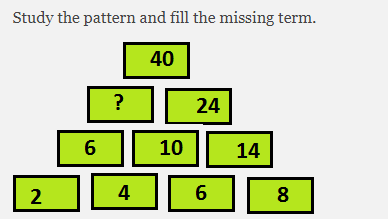 Study the pattern and fill the missing term.
40
? 24
6 10 14
2 4 6 8